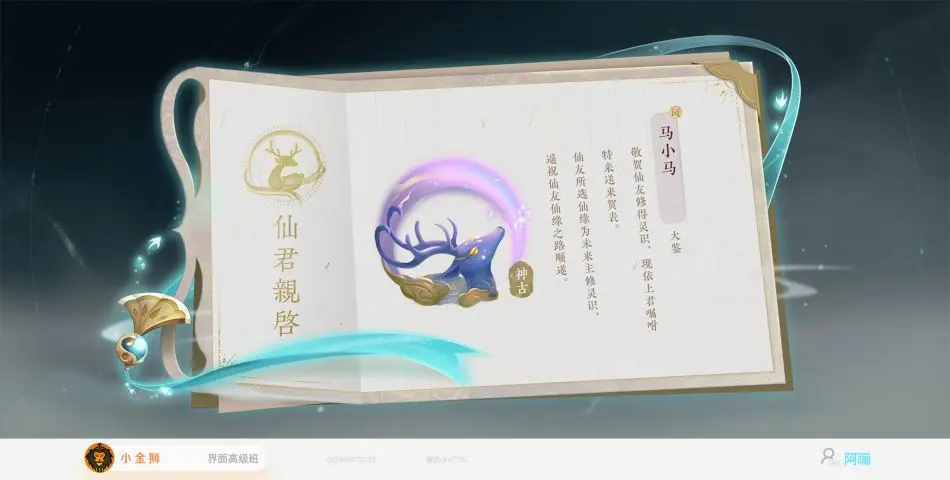 阅
马小马
大鉴
敬贺仙友修得灵识、现依上君嘱咐
特来送来贺表。
仙友所选仙缘为未来主修灵识、
遥祝仙友仙缘之路顺遂。
神古
仙君親啓
小金狮
界面高级班
阿蹦